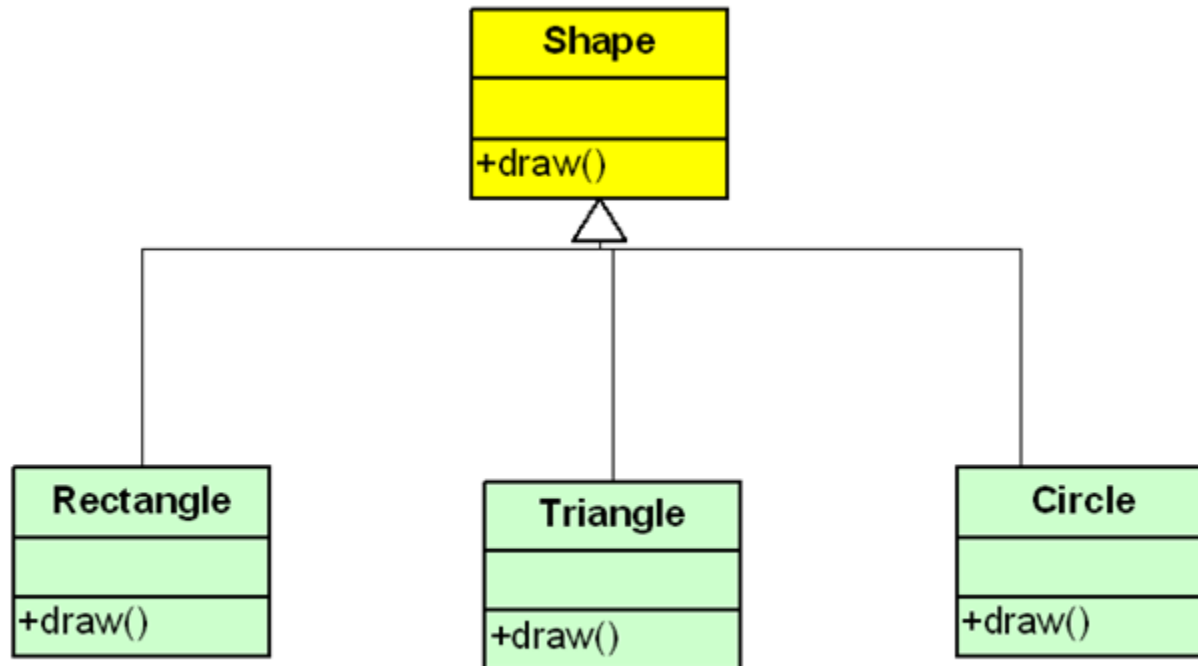 Shape
+draw()
Rectangle
+draw()
Triangle
+draw()
Circle
+draw()